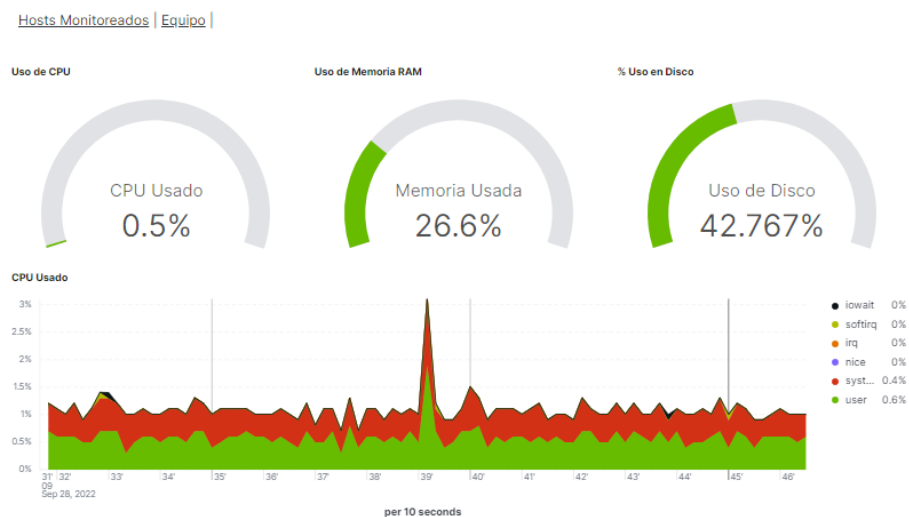 Hosts Monitoreados | Equipo |
Uso de CPU
Uso de Memoria RAM
% Uso en Disco
CPU Usado
0.5%
Memoria Usada
26.6%
Uso de Disco
42.767%
CPU Usado
3%
2.5%
2%
1.5%
1%
0.5%
0%
iowait 0%
softirq 0%
irq 0%
nice 0%
syst... 0.4%
user 0.6%
31' 32' 33' 34' 35' 36' 37' 38' 39' 40' 41' 42' 43' 44' 45' 46'
09
Sep 28, 2022
per 10 seconds